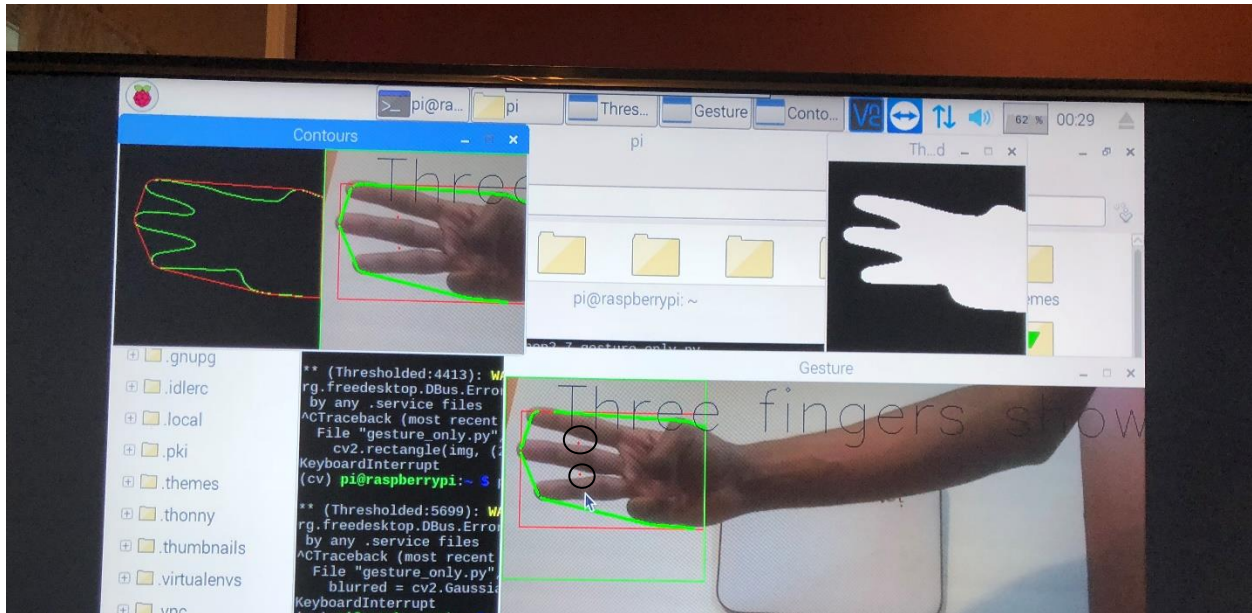 pi@ra...
pi
Thres...
Gesture
Conto...
62 %
00:29
Contours
pi
Th...d
Three
pi@raspberrypi: ~
emes
.gnupg
.idlerc
.local
.pki
.themes
.thonny
.thumbnails
.virtualenvs
.vnc
** (Thresholded:4413): WA
rg.freedesktop.DBus.Error
by any .service files
^CTraceback (most recent
File "gesture_only.py",
cv2.rectangle(img, (2
KeyboardInterrupt
(cv) pi@raspberrypi:~ $ p
** (Thresholded:5699): WA
rg.freedesktop.DBus.Error
by any .service files
^CTraceback (most recent
File "gesture_only.py",
blurred = cv2.Gaussia
KeyboardInterrupt
Gesture
Three fingers show